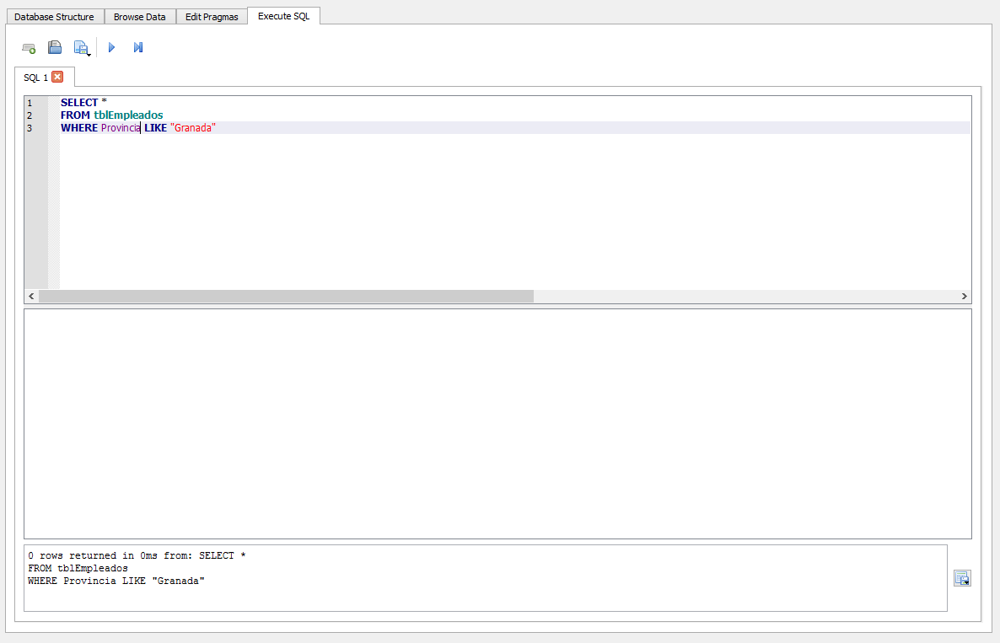 Database Structure Browse Data Edit Pragmas Execute SQL
SQL 1
1 SELECT *
2 FROM tblEmpleados
3 WHERE Provincia LIKE "Granada"
0 rows returned in 0ms from: SELECT *
FROM tblEmpleados
WHERE Provincia LIKE "Granada"